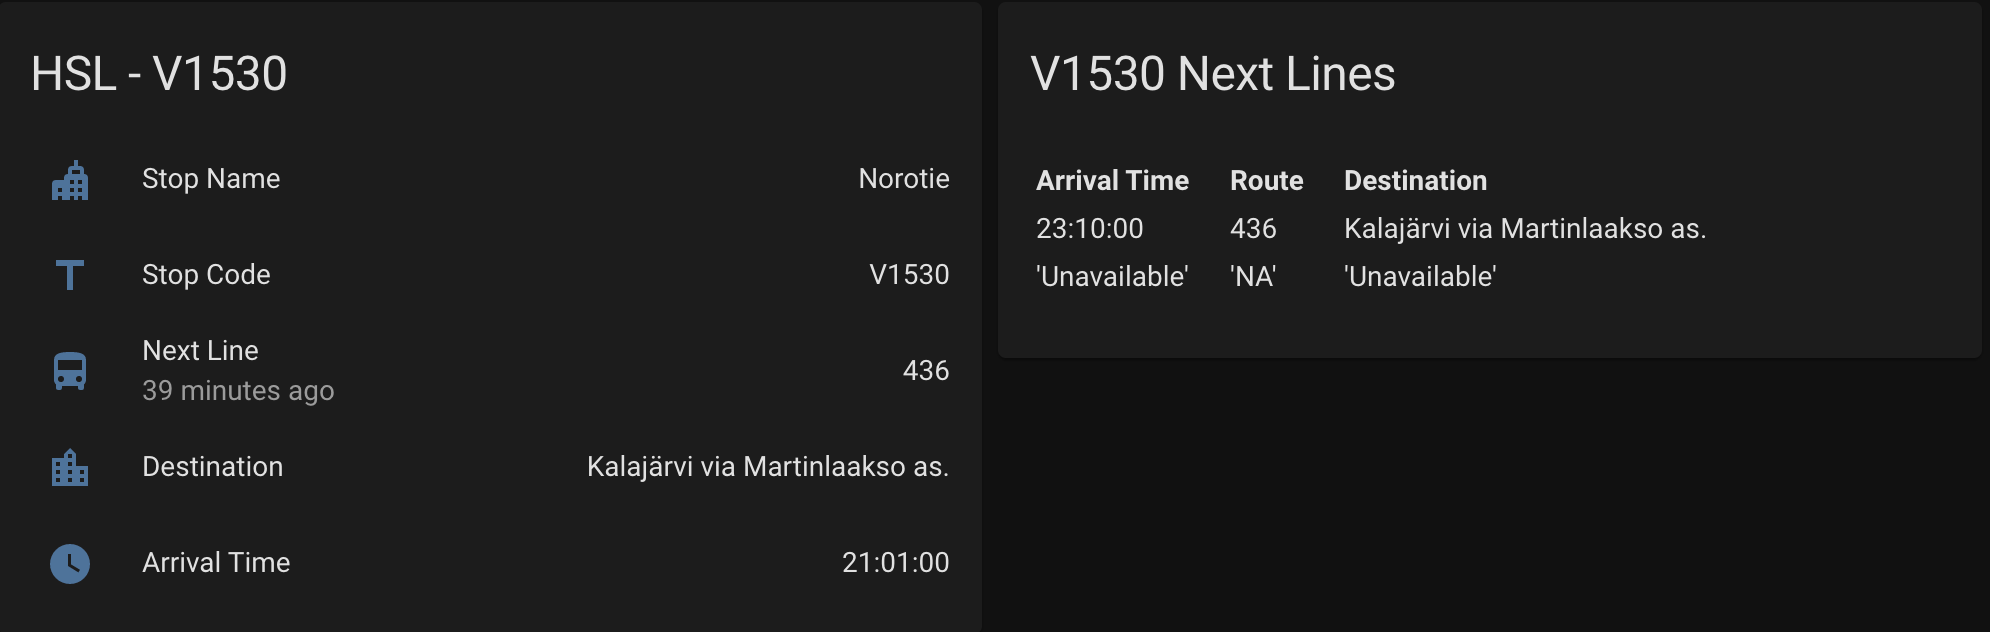 HSL - V1530
Stop Name Norotie
Stop Code V1530
Next Line 436
39 minutes ago
Destination Kalajärvi via Martinlaakso as.
Arrival Time 21:01:00
V1530 Next Lines
Arrival Time Route Destination
23:10:00 436 Kalajärvi via Martinlaakso as.
'Unavailable' 'NA' 'Unavailable'